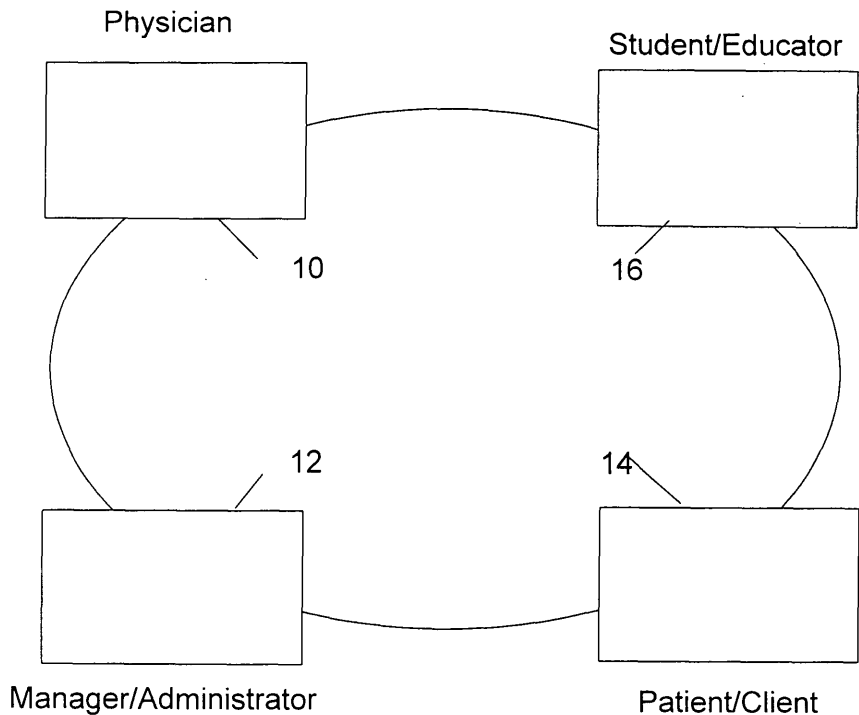 Physician
Student/Educator
10
16
12
14
Manager/Administrator
Patient/Client